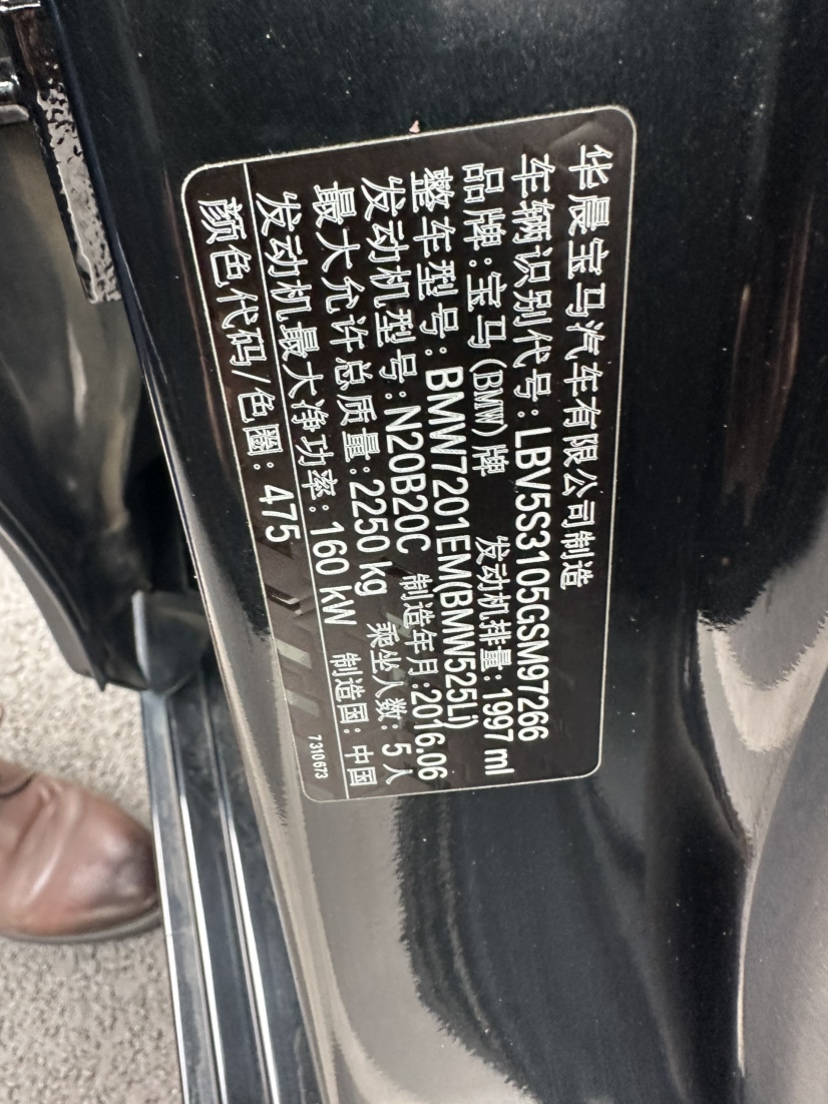 华晨宝马汽车有限公司制造
车辆识别代号: LBV5S3105GSM97266
品牌: 宝马(BMW)牌 发动机排量: 1997 ml
整车型号: BMW7201EM(BMW525Li)
发动机型号: N20B20C 制造年月: 2016.06
最大允许总质量: 2250 kg 乘坐人数: 5人
发动机最大净功率: 160 kW 制造国: 中国
颜色代码/色圈: 475 7310673